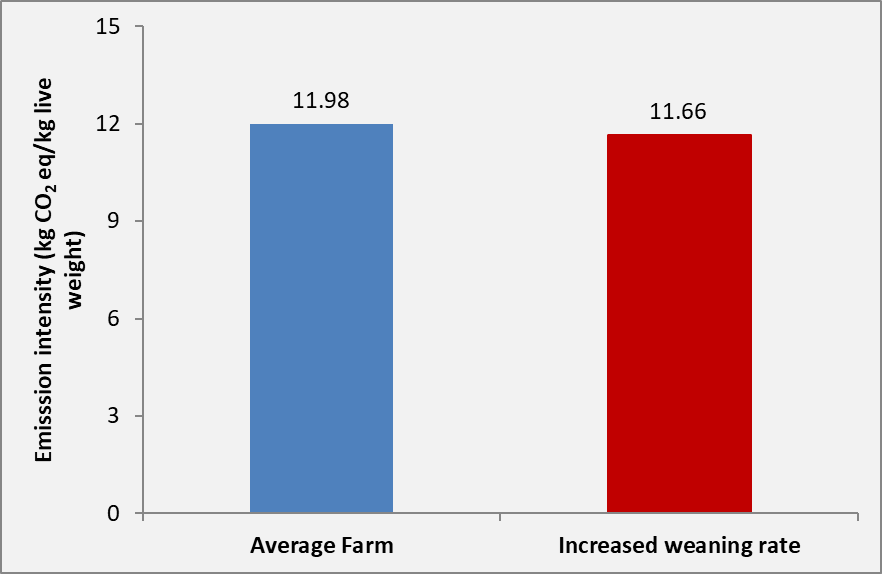 Emisssion intensity (kg CO₂ eq/kg live
weight)
15
12
9
6
3
0
11.98
11.66
Average Farm
Increased weaning rate